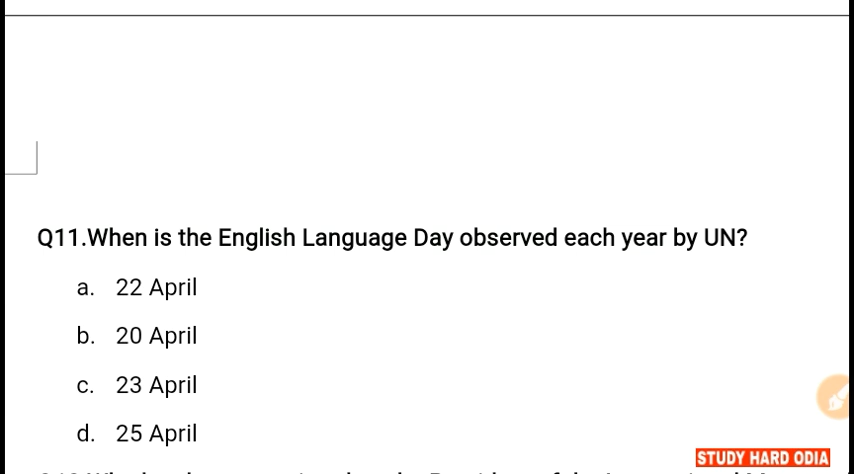 Q11.When is the English Language Day observed each year by UN?
a. 22 April
b. 20 April
c. 23 April
d. 25 April
STUDY HARD ODIA